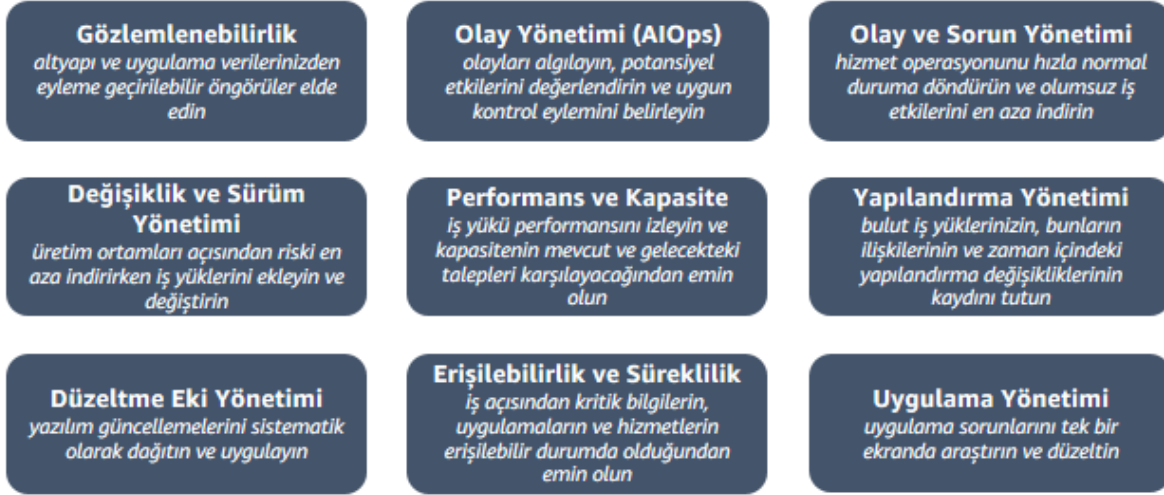 Gözlemlenebilirlik
altyapı ve uygulama verilerinizden
eyleme geçirilebilir öngörüler elde
edin
Olay Yönetimi (AIOps)
olayları algılayın, potansiyel
etkilerini değerlendirin ve uygun
kontrol eylemini belirleyin
Olay ve Sorun Yönetimi
hizmet operasyonunu hızla normal
duruma döndürün ve olumsuz iş
etkilerini en aza indirin
Değişiklik ve Sürüm
Yönetimi
üretim ortamları açısından riski en
aza indirirken iş yüklerini ekleyin ve
değiştirin
Performans ve Kapasite
iş yükü performansını izleyin ve
kapasitenin mevcut ve gelecekteki
talepleri karşılayacağından emin
olun
Yapılandırma Yönetimi
bulut iş yüklerinizin, bunların
ilişkilerinin ve zaman içindeki
yapılandırma değişikliklerinin
kaydını tutun
Düzeltme Eki Yönetimi
yazılım güncellemelerini sistematik
olarak dağıtın ve uygulayın
Erişilebilirlik ve Süreklilik
iş açısından kritik bilgilerin,
uygulamaların ve hizmetlerin
erişilebilir durumda olduğundan
emin olun
Uygulama Yönetimi
uygulama sorunlarını tek bir
ekranda araştırın ve düzeltin